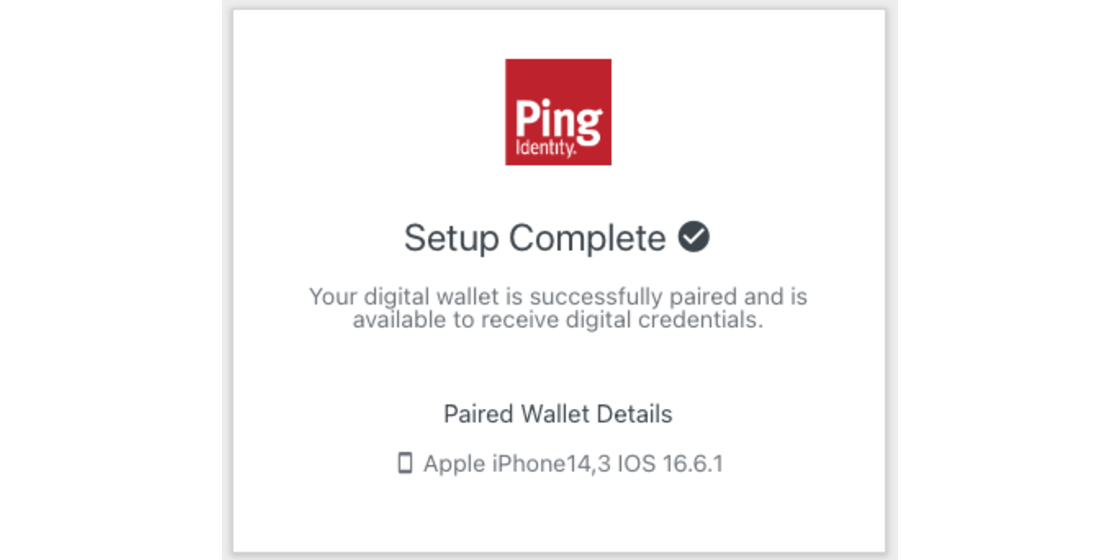 Ping
Identity.
Setup Complete
Your digital wallet is successfully paired and is
available to receive digital credentials.
Paired Wallet Details
Apple iPhone14,3 IOS 16.6.1